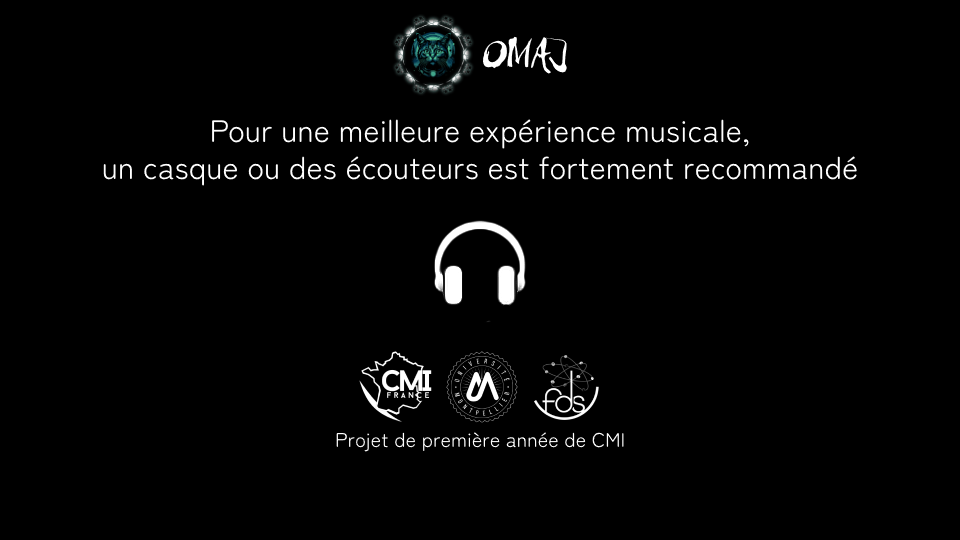 OMAJ
Pour une meilleure expérience musicale,
un casque ou des écouteurs est fortement recommandé
CMI
FRANCE
UNIVERSITÉ
MONTPELLIER
fds
Projet de première année de CMI